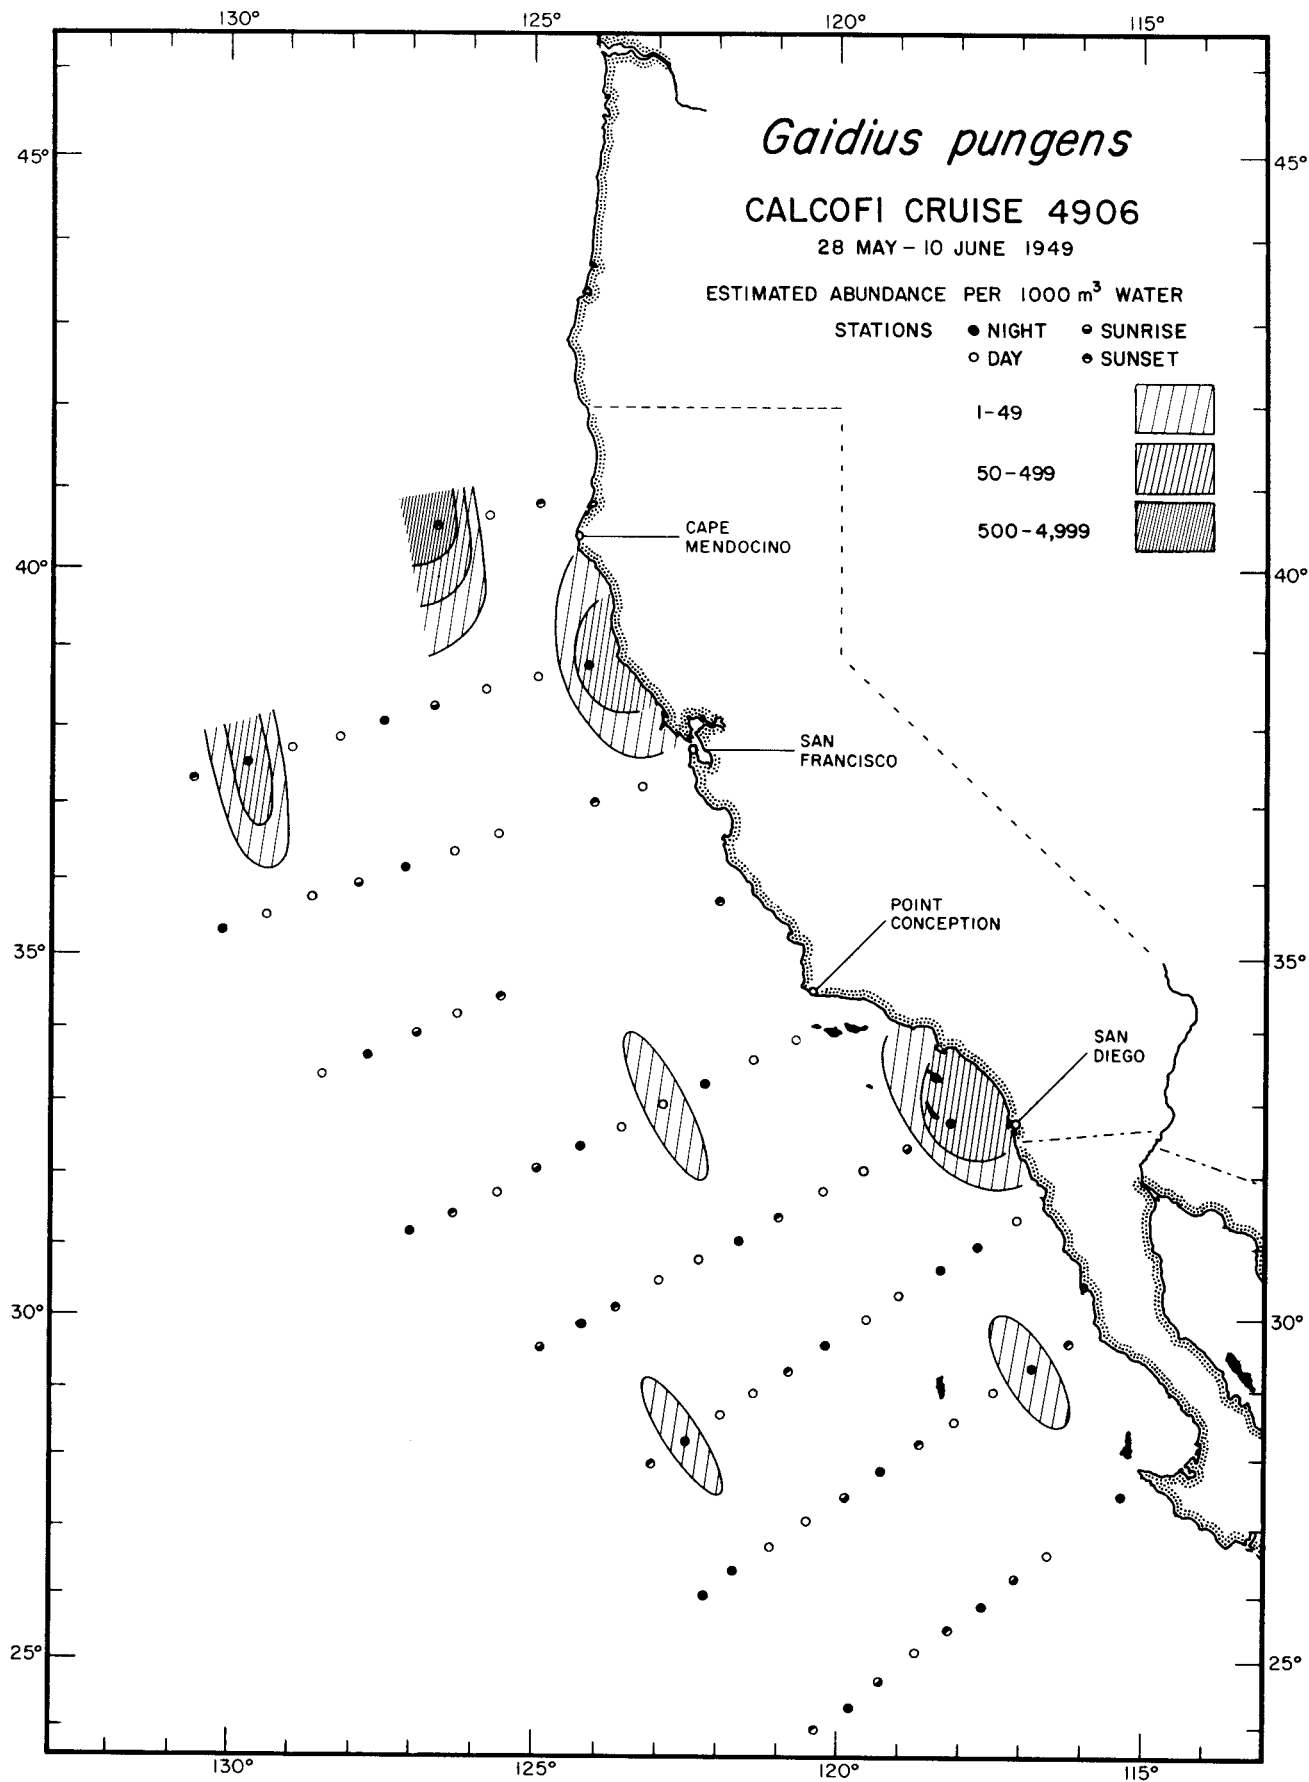 130° 125° 120° 115°
Gaidius pungens
45° 45°
CALCOFI CRUISE 4906
28 MAY – 10 JUNE 1949
ESTIMATED ABUNDANCE PER 1000 m³ WATER
STATIONS NIGHT SUNRISE
DAY SUNSET
1–49
50–499
500–4,999
CAPE
MENDOCINO
40° 40°
SAN
FRANCISCO
POINT
CONCEPTION
35° 35°
SAN
DIEGO
30° 30°
25° 25°
130° 125° 120° 115°